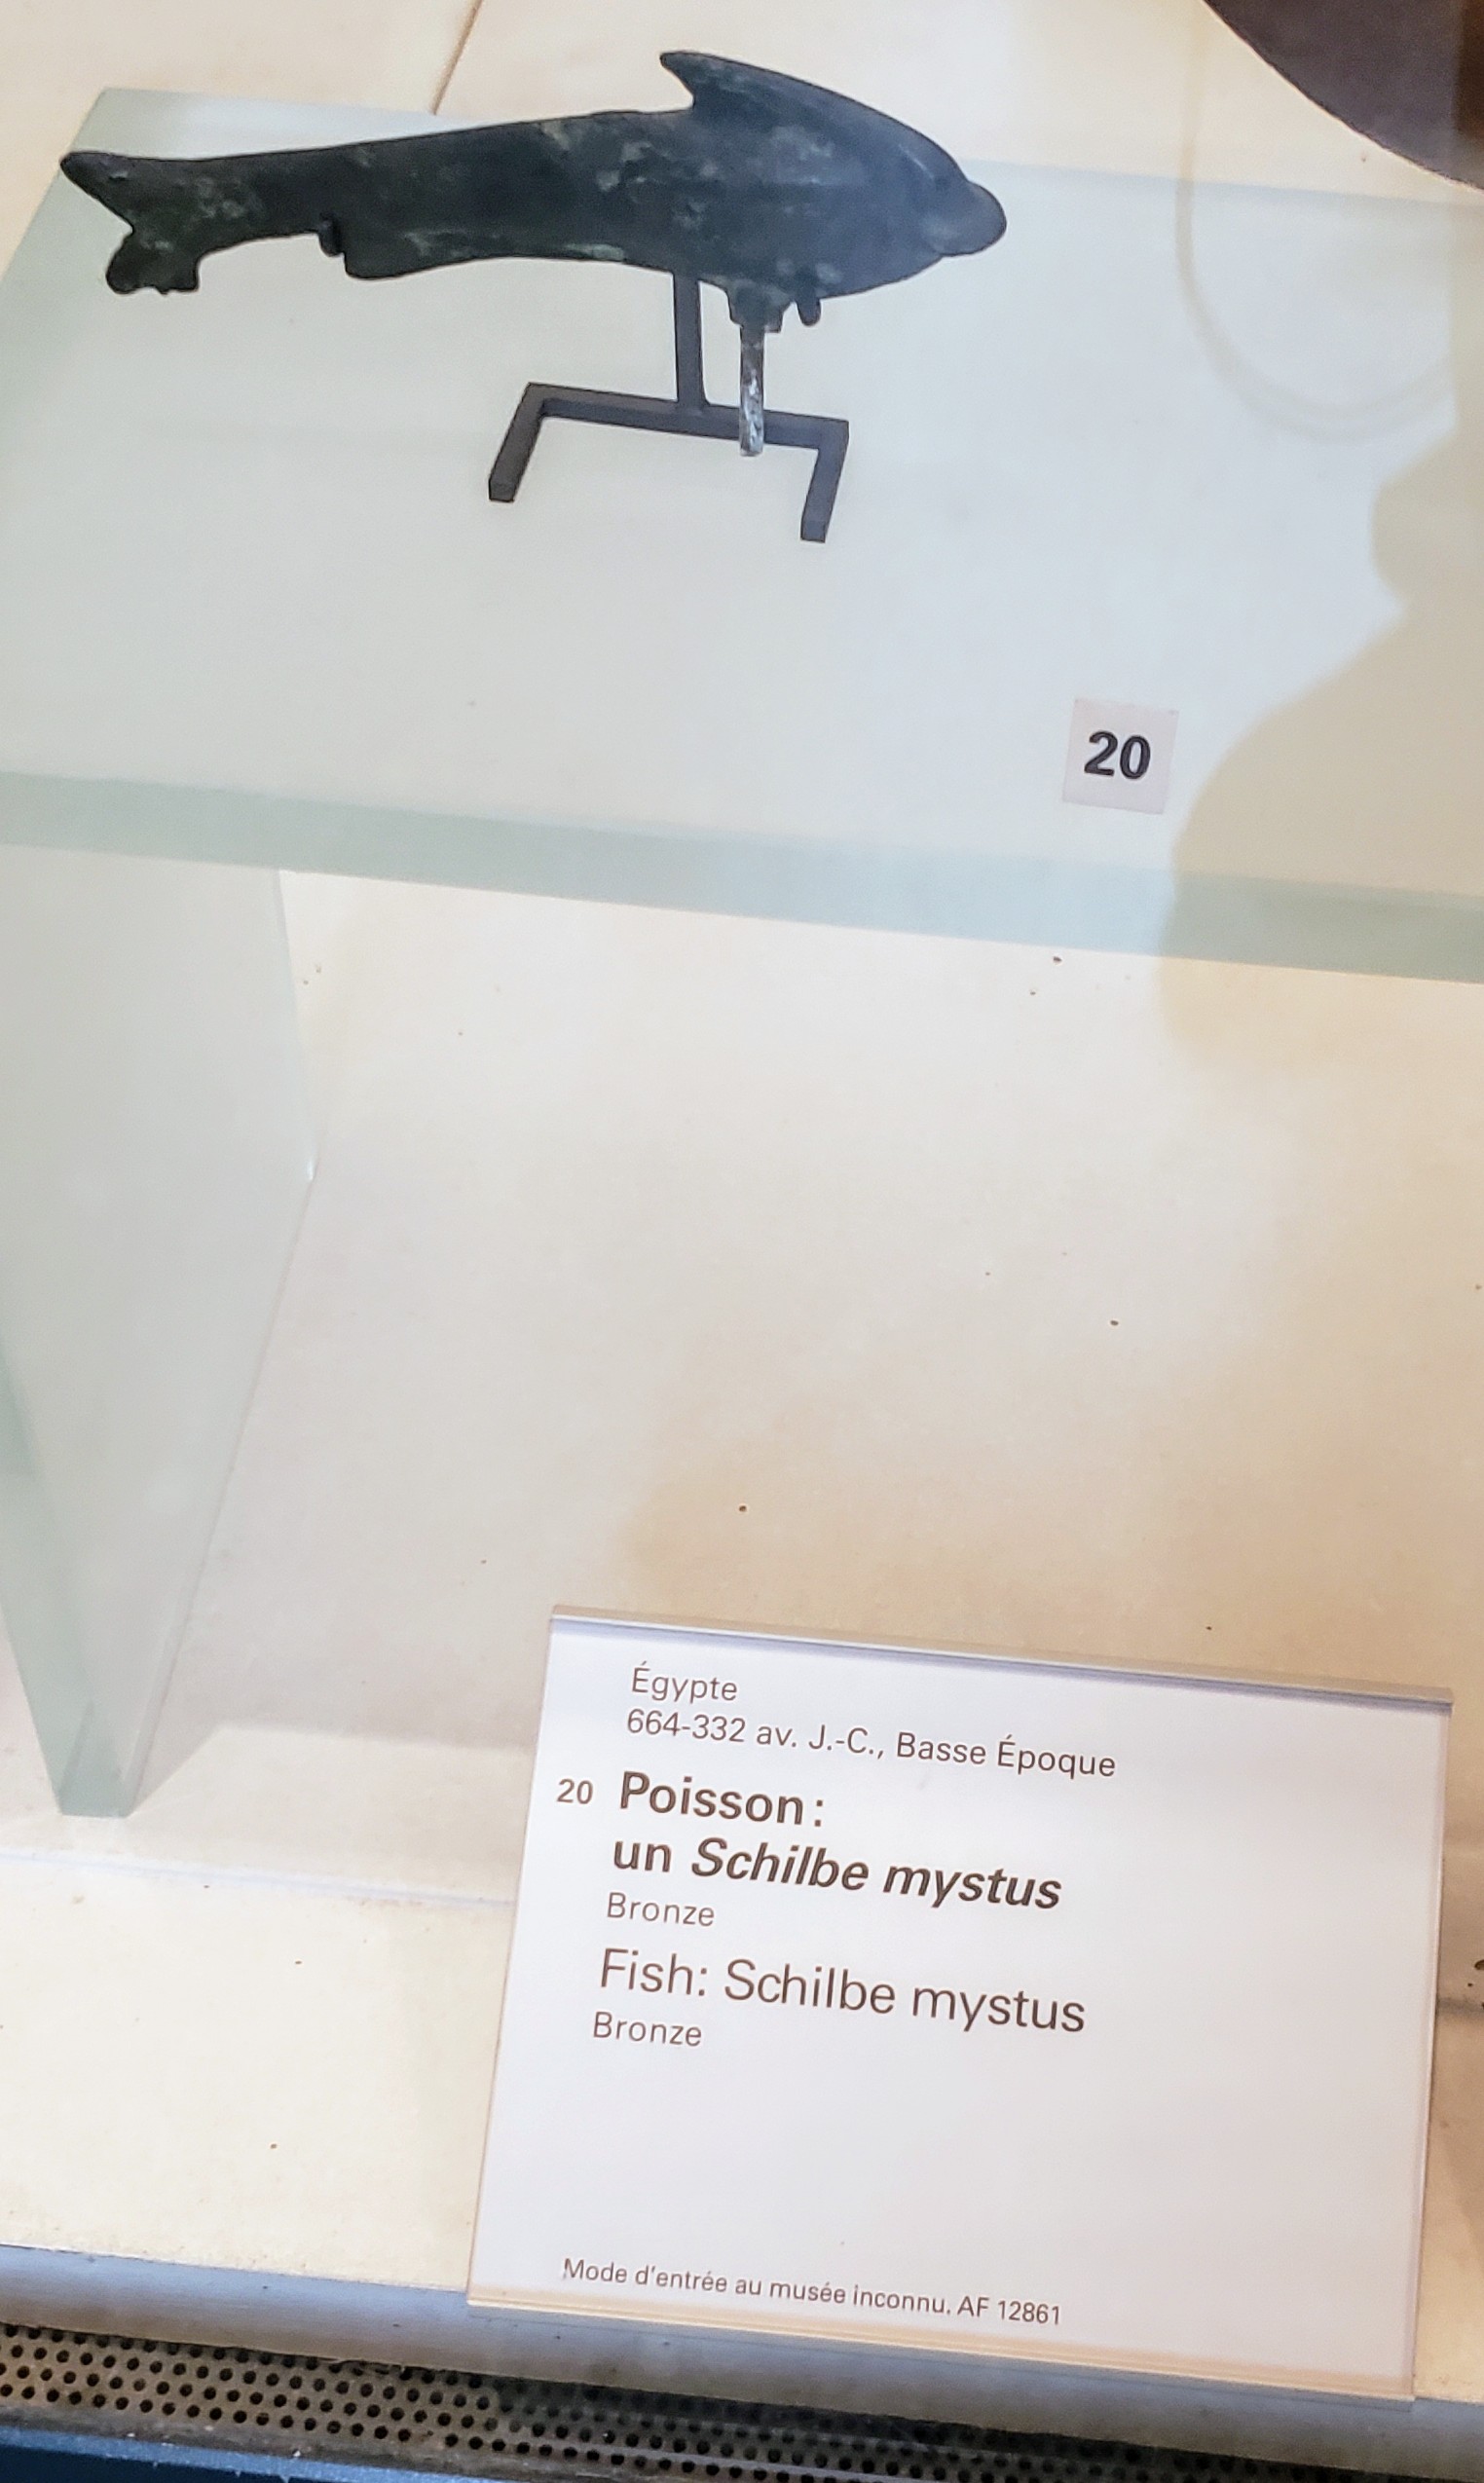 20
Égypte
664-332 av. J.-C., Basse Époque
20 Poisson :
un Schilbe mystus
Bronze
Fish: Schilbe mystus
Bronze
Mode d'entrée au musée inconnu. AF 12861